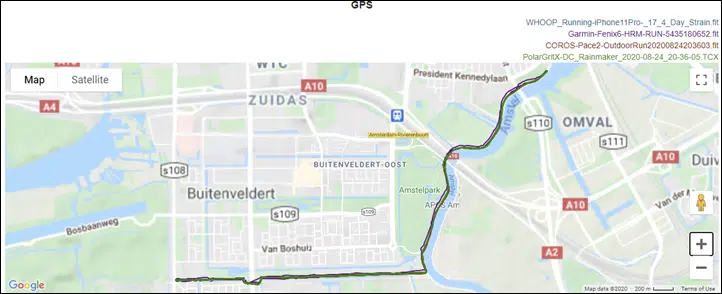 GPS
WHOOP_Running-iPhone11Pro-_17_4_Day_Strain.fit
Garmin-Fenix6-HRM-RUN-5435180652.fit
COROS-Pace2-OutdoorRun20200824203603.fit
PolarGritX-DC_Rainmaker_2020-08-24_20-36-05.TCX
Map
Satellite
WTC
President Kennedylaan
A10
ZUIDAS
A4
Amstel
s110
OMVAL
Amsterdam-Rivierenbuurt
s111
BUITENVELDERT-OOST
A10
Duiv
s108
Amstelpark
Buitenveldert
s109
s109
A10
Van der
Bosbaanweg
Van Boshuiz
A2
+
−
Google
Map data ©2020
200 m
Terms of Use